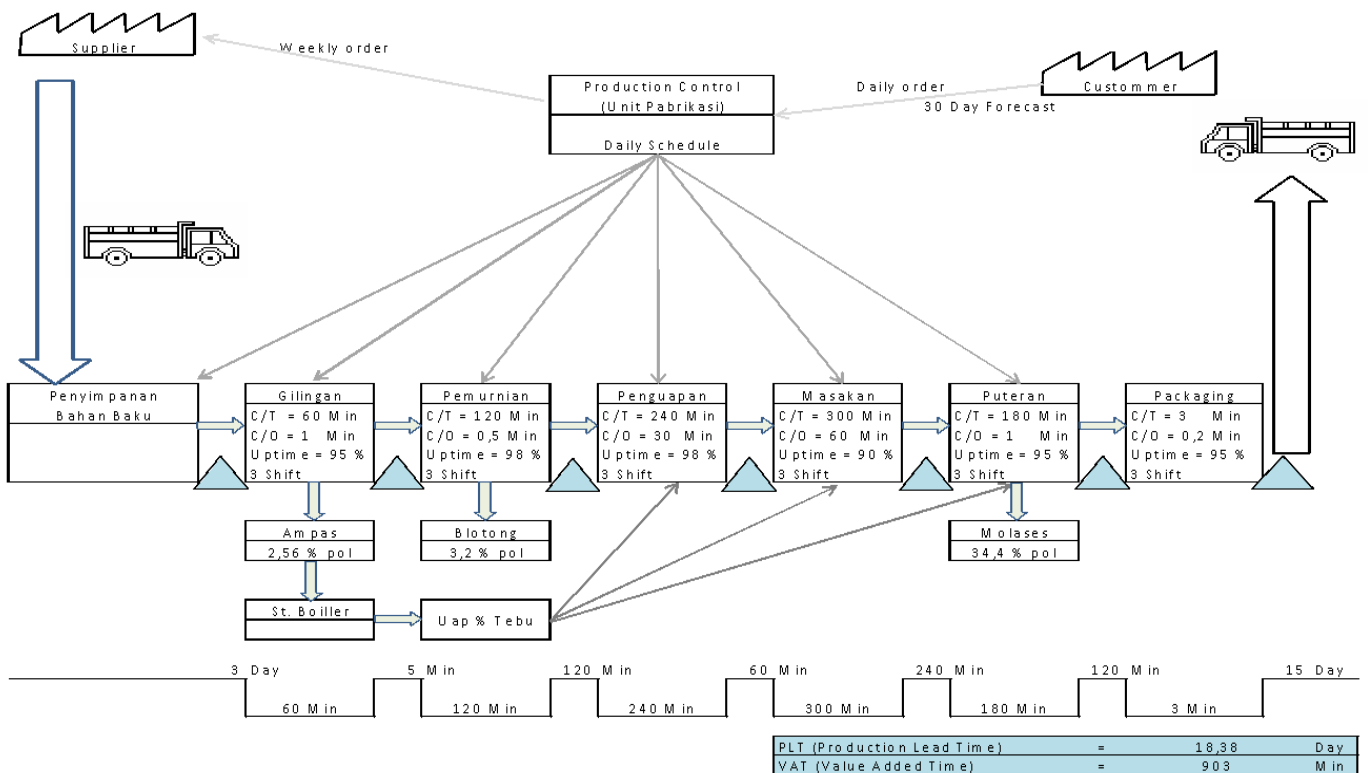 Supplier
Weekly order
Production Control
(Unit Pabrikasi)
Daily Schedule
Daily order
30 Day Forecast
Custommer
Penyimpanan
Bahan Baku
Gilingan
C/T = 60 Min
C/O = 1 Min
Uptime = 95 %
3 Shift
Pemurnian
C/T = 120 Min
C/O = 0,5 Min
Uptime = 98 %
3 Shift
Penguapan
C/T = 240 Min
C/O = 30 Min
Uptime = 98 %
3 Shift
Masakan
C/T = 300 Min
C/O = 60 Min
Uptime = 90 %
3 Shift
Puteran
C/T = 180 Min
C/O = 1 Min
Uptime = 95 %
3 Shift
Packaging
C/T = 3 Min
C/O = 0,2 Min
Uptime = 95 %
3 Shift
Ampas
2,56 % pol
Blotong
3,2 % pol
Molases
34,4 % pol
St. Boiller
Uap % Tebu
3 Day 5 Min 120 Min 60 Min 240 Min 120 Min 15 Day
60 Min 120 Min 240 Min 300 Min 180 Min 3 Min
PLT (Production Lead Time) = 18,38 Day
VAT (Value Added Time) = 903 Min